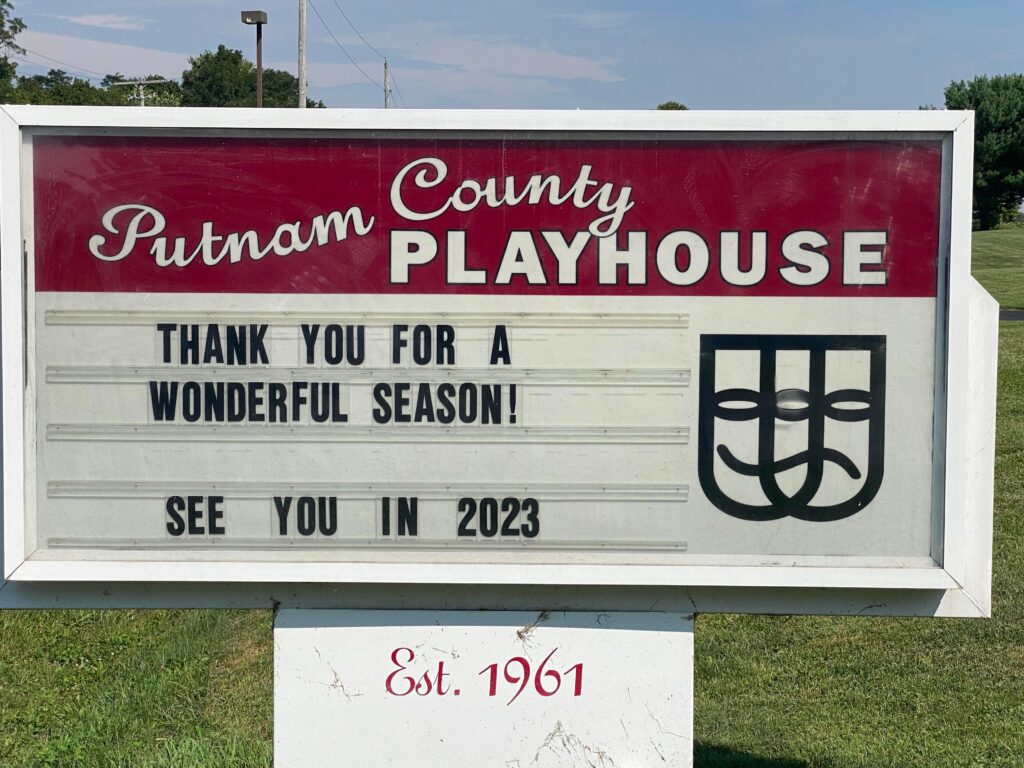 Putnam County
PLAYHOUSE
THANK YOU FOR A
WONDERFUL SEASON!
SEE YOU IN 2023
Est. 1961